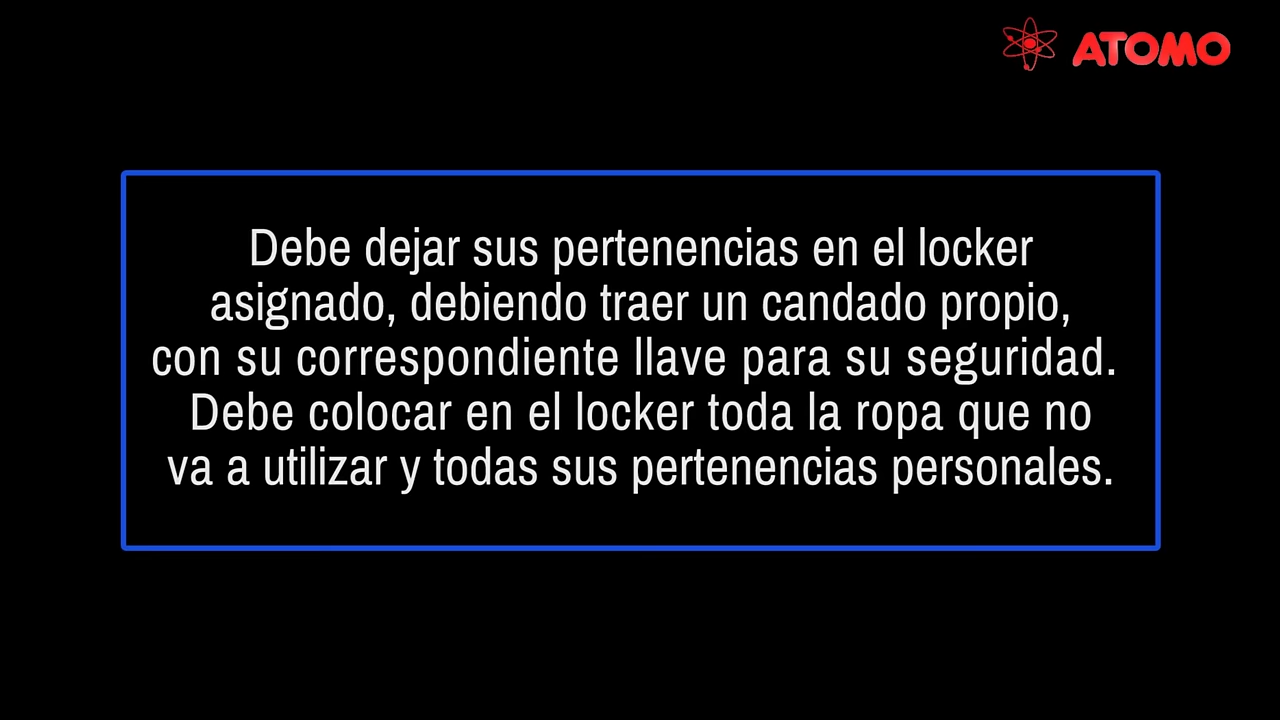 ATOMO
Debe dejar sus pertenencias en el locker
asignado, debiendo traer un candado propio,
con su correspondiente llave para su seguridad.
Debe colocar en el locker toda la ropa que no
va a utilizar y todas sus pertenencias personales.